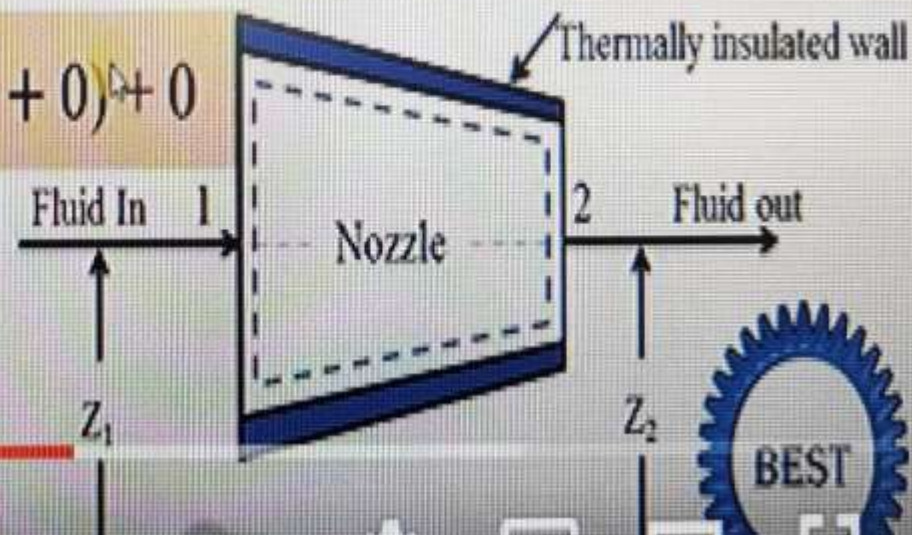 Thermally insulated wall
+ 0) + 0
Fluid In 1
2 Fluid out
Nozzle
Z₁
Z₂
BEST